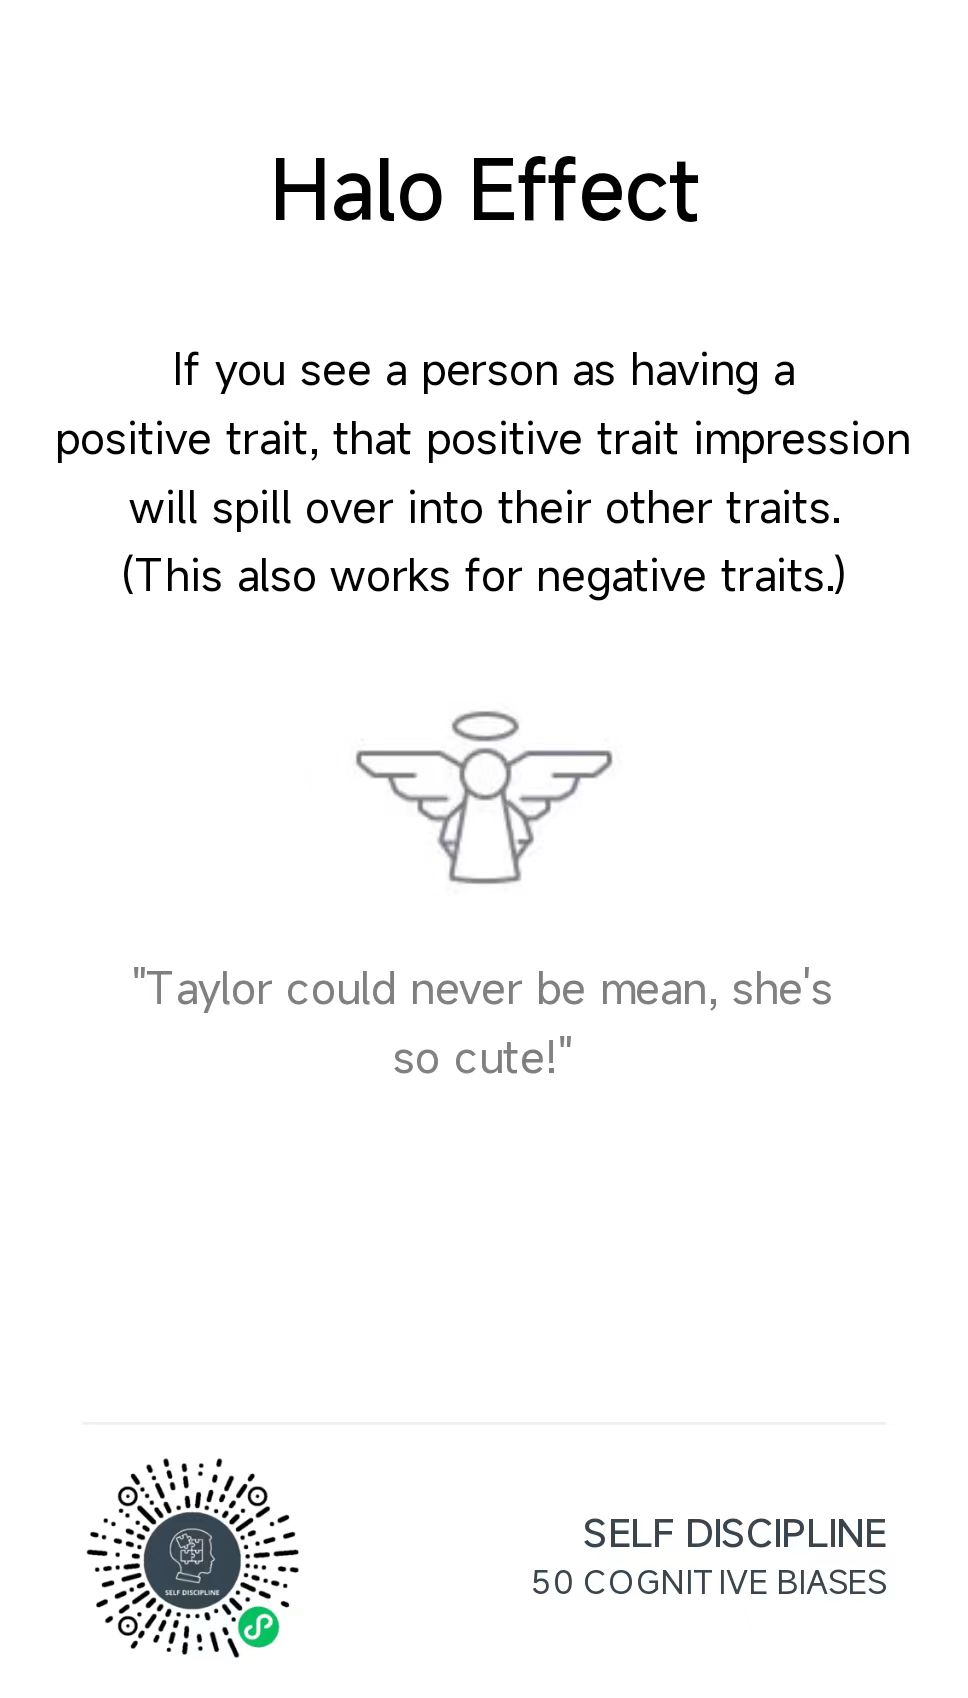 Halo Effect
If you see a person as having a
positive trait, that positive trait impression
will spill over into their other traits.
(This also works for negative traits.)
"Taylor could never be mean, she's
so cute!"
SELF DISCIPLINE
SELF DISCIPLINE
50 COGNITIVE BIASES